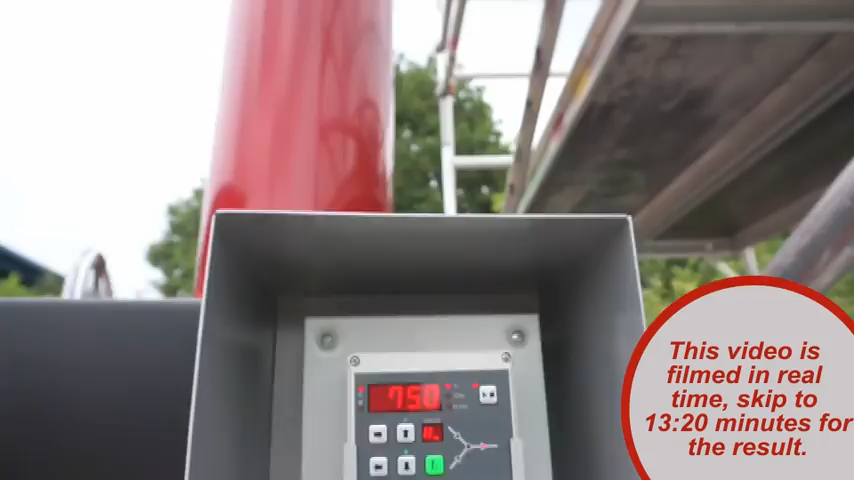 750
This video is
filmed in real
time, skip to
13:20 minutes for
the result.